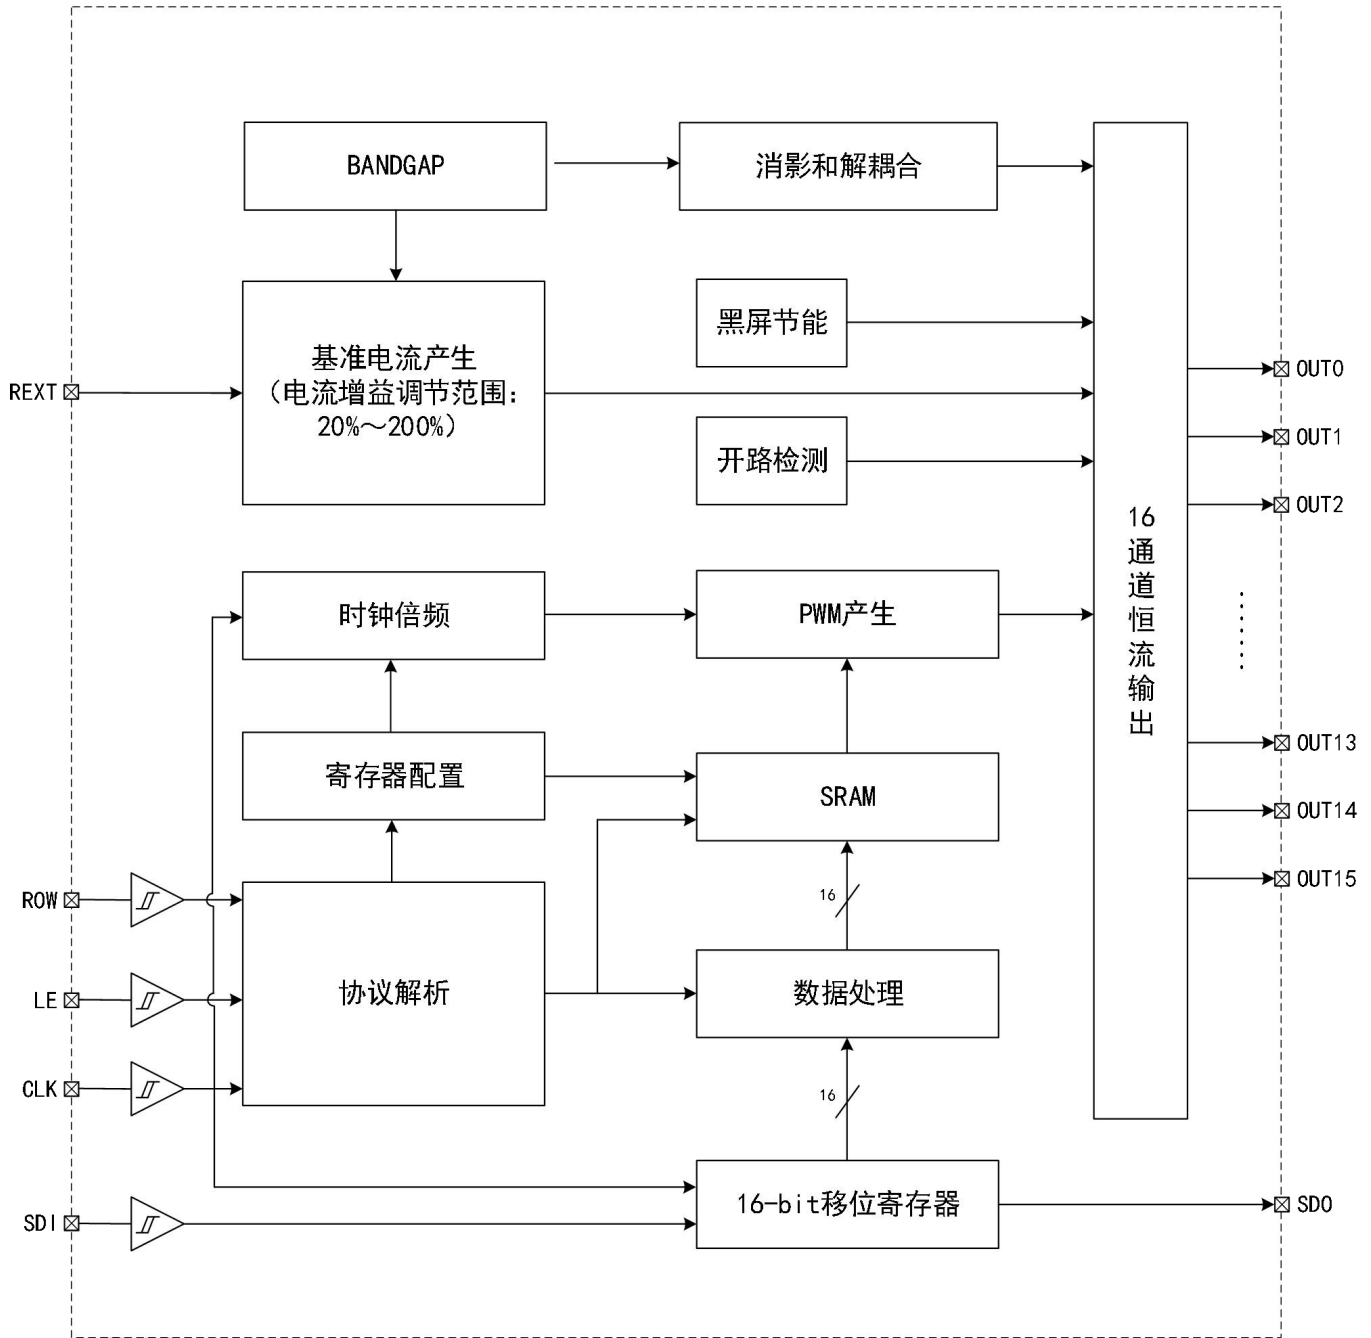 BANDGAP
消影和解耦合
黑屏节能
基准电流产生
（电流增益调节范围：
20%～200%）
REXT
开路检测
OUT0
OUT1
OUT2
16
通
道
恒
流
输
出
时钟倍频
PWM产生
OUT13
OUT14
OUT15
寄存器配置
SRAM
ROW
16
LE
协议解析
数据处理
CLK
16
SDI
16-bit移位寄存器
SDO